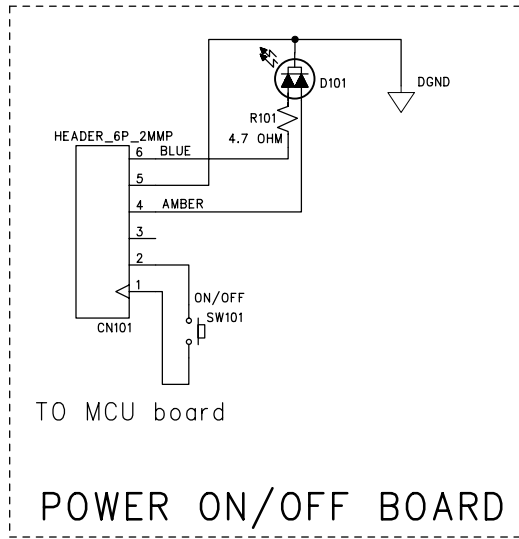 D101
DGND
R101
4.7 OHM
HEADER_6P_2MMP
6 BLUE
5
4 AMBER
3
2
1
ON/OFF
SW101
CN101
TO MCU board
POWER ON/OFF BOARD